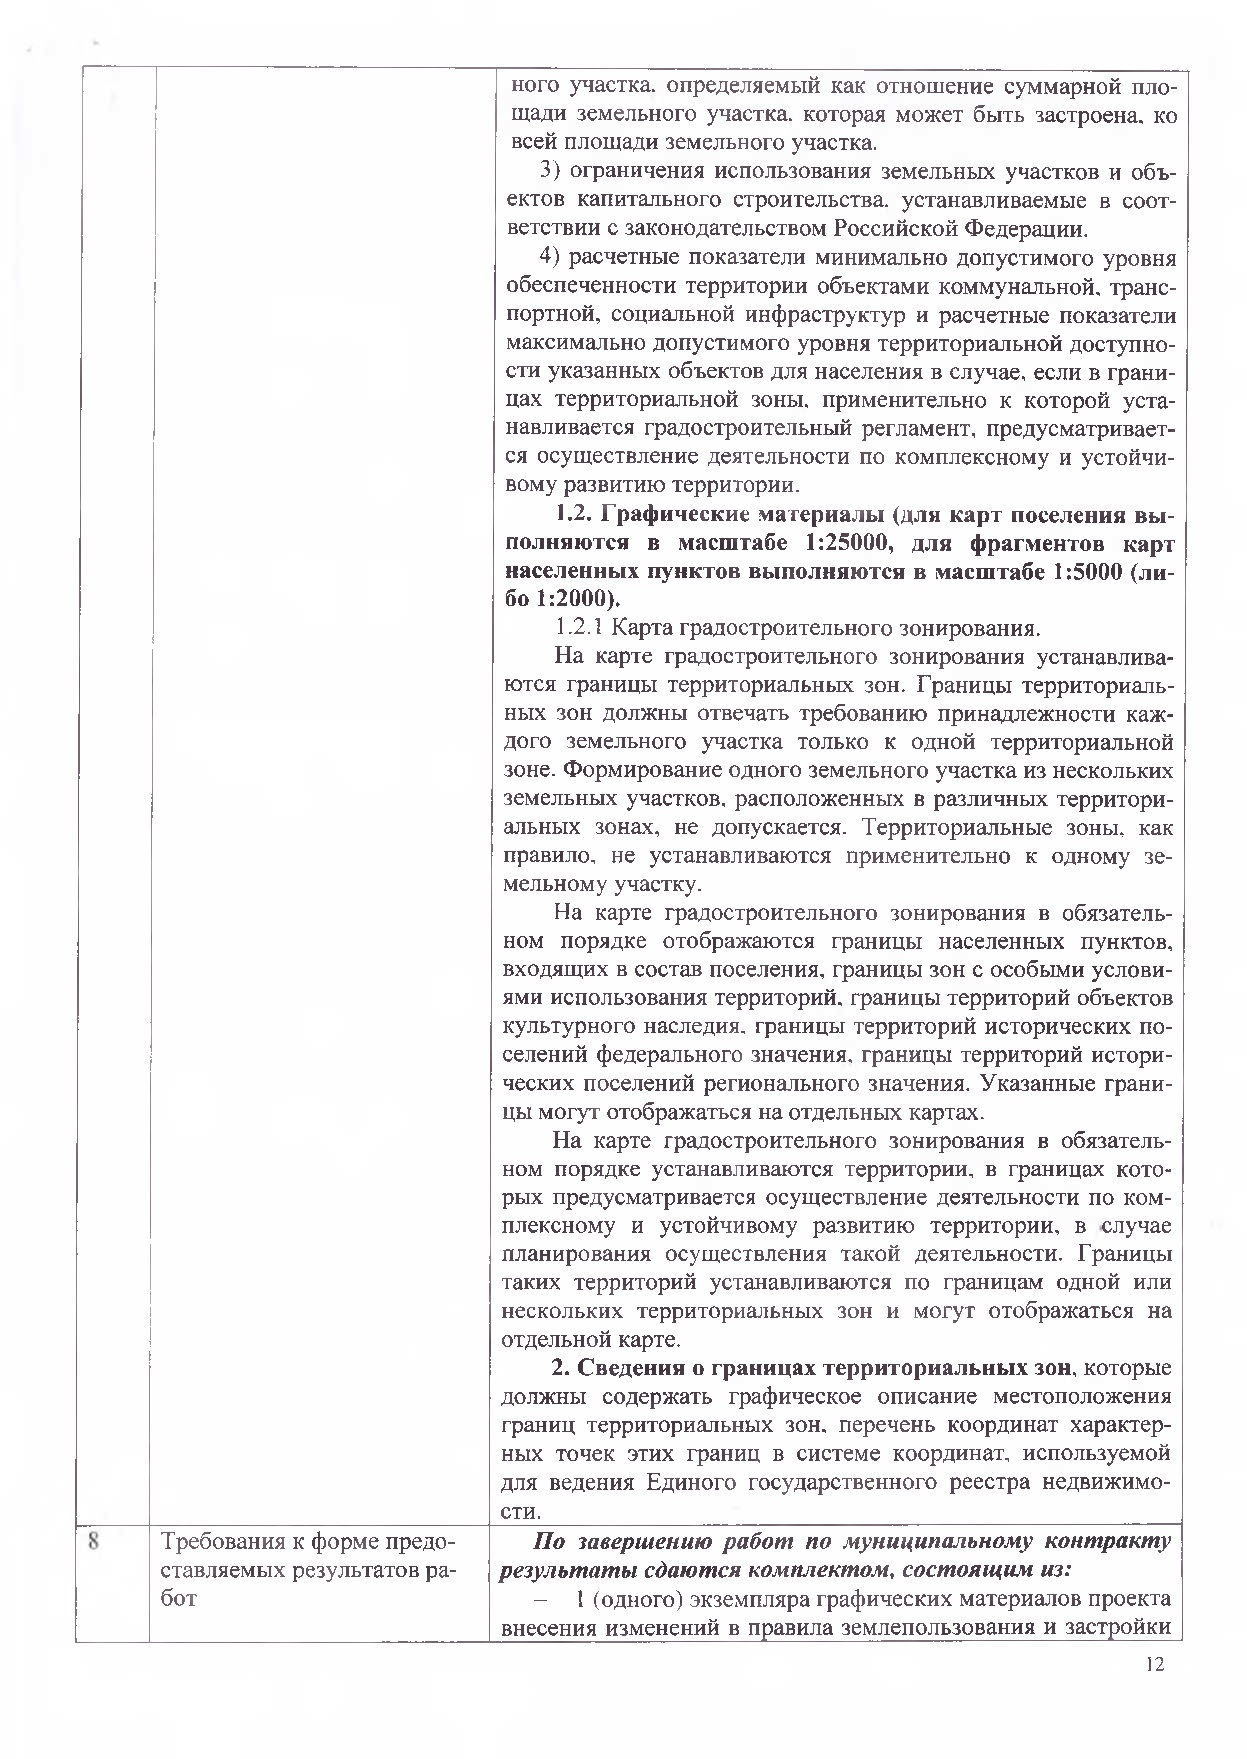 ного участка, определяемый как отношение суммарной пло-
щади земельного участка, которая может быть застроена, ко
всей площади земельного участка.
3) ограничения использования земельных участков и объ-
ектов капитального строительства, устанавливаемые в соот-
ветствии с законодательством Российской Федерации.
4) расчетные показатели минимально допустимого уровня
обеспеченности территории объектами коммунальной, транс-
портной, социальной инфраструктур и расчетные показатели
максимально допустимого уровня территориальной доступно-
сти указанных объектов для населения в случае, если в грани-
цах территориальной зоны, применительно к которой уста-
навливается градостроительный регламент, предусматривает-
ся осуществление деятельности по комплексному и устойчи-
вому развитию территории.
1.2. Графические материалы (для карт поселения вы-
полняются в масштабе 1:25000, для фрагментов карт
населенных пунктов выполняются в масштабе 1:5000 (ли-
бо 1:2000).
1.2.1 Карта градостроительного зонирования.
На карте градостроительного зонирования устанавлива-
ются границы территориальных зон. Границы территориаль-
ных зон должны отвечать требованию принадлежности каж-
дого земельного участка только к одной территориальной
зоне. Формирование одного земельного участка из нескольких
земельных участков, расположенных в различных территори-
альных зонах, не допускается. Территориальные зоны, как
правило, не устанавливаются применительно к одному зе-
мельному участку.
На карте градостроительного зонирования в обязатель-
ном порядке отображаются границы населенных пунктов,
входящих в состав поселения, границы зон с особыми услови-
ями использования территорий, границы территорий объектов
культурного наследия, границы территорий исторических по-
селений федерального значения, границы территорий истори-
ческих поселений регионального значения. Указанные грани-
цы могут отображаться на отдельных картах.
На карте градостроительного зонирования в обязатель-
ном порядке устанавливаются территории, в границах кото-
рых предусматривается осуществление деятельности по ком-
плексному и устойчивому развитию территории, в случае
планирования осуществления такой деятельности. Границы
таких территорий устанавливаются по границам одной или
нескольких территориальных зон и могут отображаться на
отдельной карте.
2. Сведения о границах территориальных зон, которые
должны содержать графическое описание местоположения
границ территориальных зон, перечень координат характер-
ных точек этих границ в системе координат, используемой
для ведения Единого государственного реестра недвижимо-
сти.
8
Требования к форме предо-
ставляемых результатов ра-
бот
По завершению работ по муниципальному контракту
результаты сдаются комплектом, состоящим из:
– 1 (одного) экземпляра графических материалов проекта
внесения изменений в правила землепользования и застройки
12